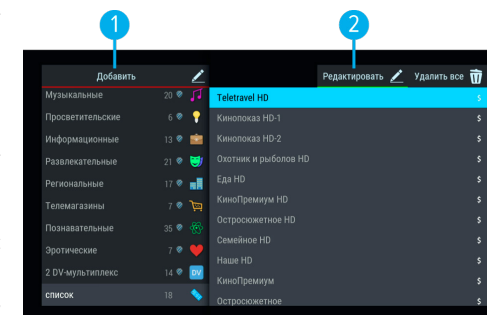 1
2
Добавить
Редактировать
Удалить все
Музыкальные 20
Просветительские 6
Информационные 13
Развлекательные 21
Региональные 17
Телемагазины 7
Познавательные 35
Эротические 7
2 DV-мультиплекс 14 DV
список 18
Teletravel HD $
Кинопоказ HD-1 $
Кинопоказ HD-2 $
Охотник и рыболов HD $
Еда HD $
КиноПремиум HD $
Остросюжетное HD $
Семейное HD $
Наше HD $
КиноПремиум $
Остросюжетное $